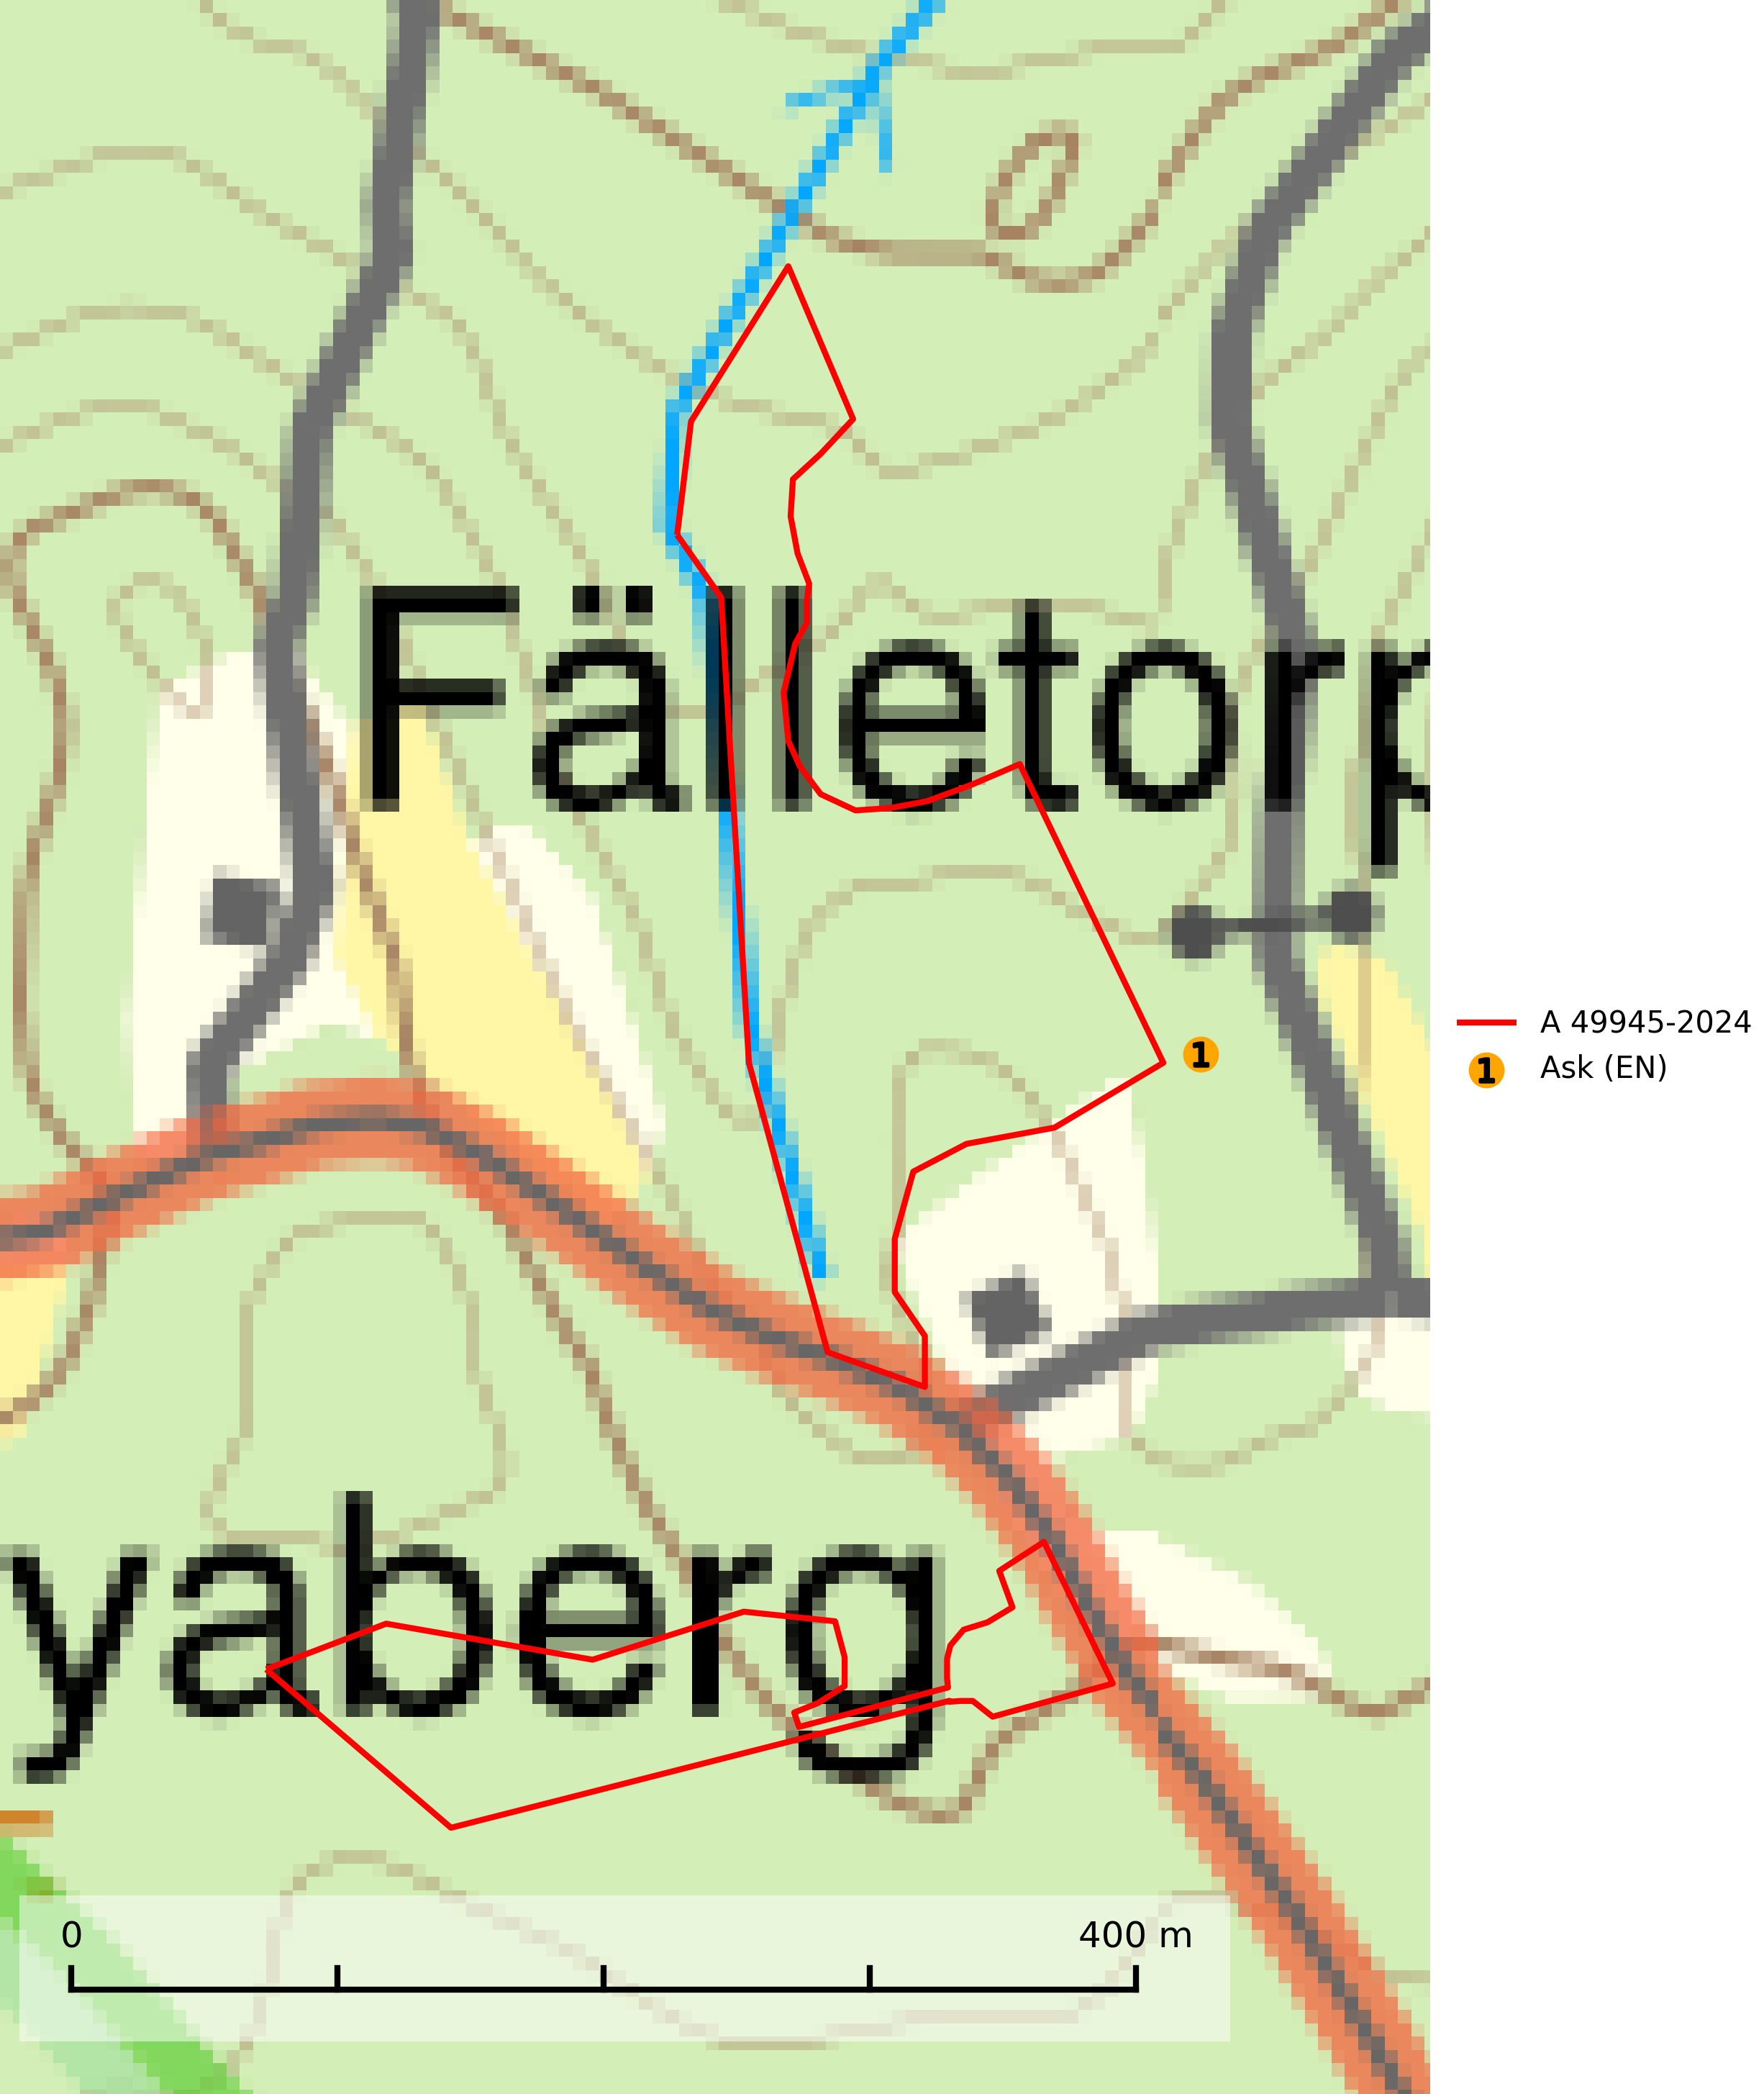 Fälletorp
A 49945-2024
1
1 Ask (EN)
yaberg
0 400 m